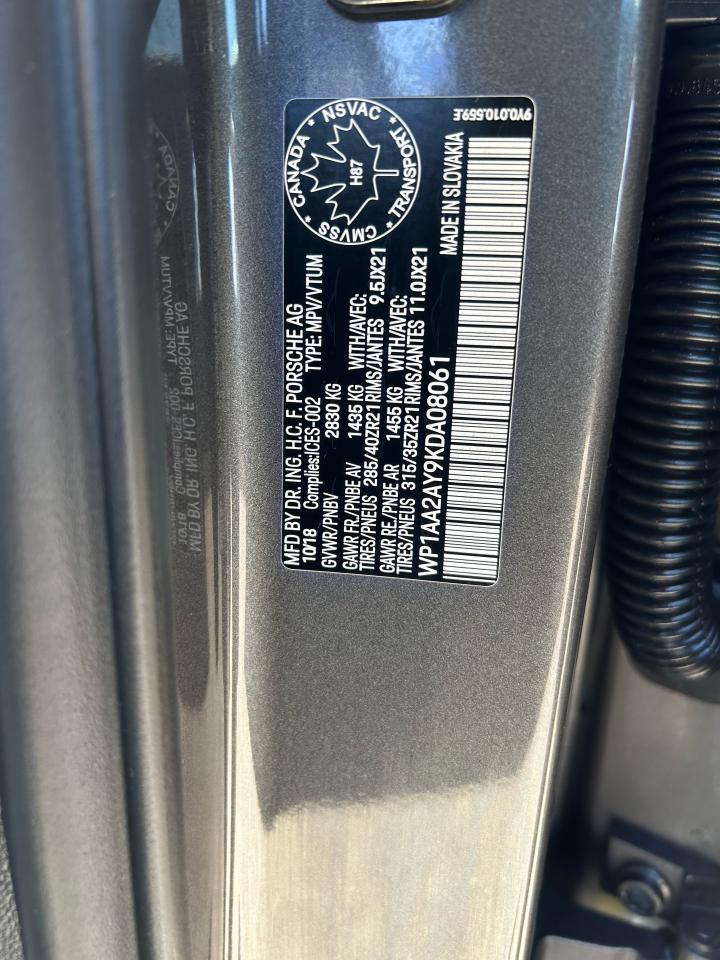 MFD BY DR. ING. H.C. F. PORSCHE AG
10/18 Complies:ICES-002 TYPE: MPV/VTUM
GVWR/PNBV 2830 KG
GAWR FR./PNBE AV 1435 KG WITH/AVEC:
TIRES/PNEUS 285/40ZR21 RIMS/JANTES 9.5JX21
GAWR RE./PNBE AR 1455 KG WITH/AVEC:
TIRES/PNEUS 315/35ZR21 RIMS/JANTES 11.0JX21
WP1AA2AY9KDA08061 MADE IN SLOVAKIA
CANADA * NSVAC * TRANSPORT * CMVSS *
H87
9Y0.010.559.E